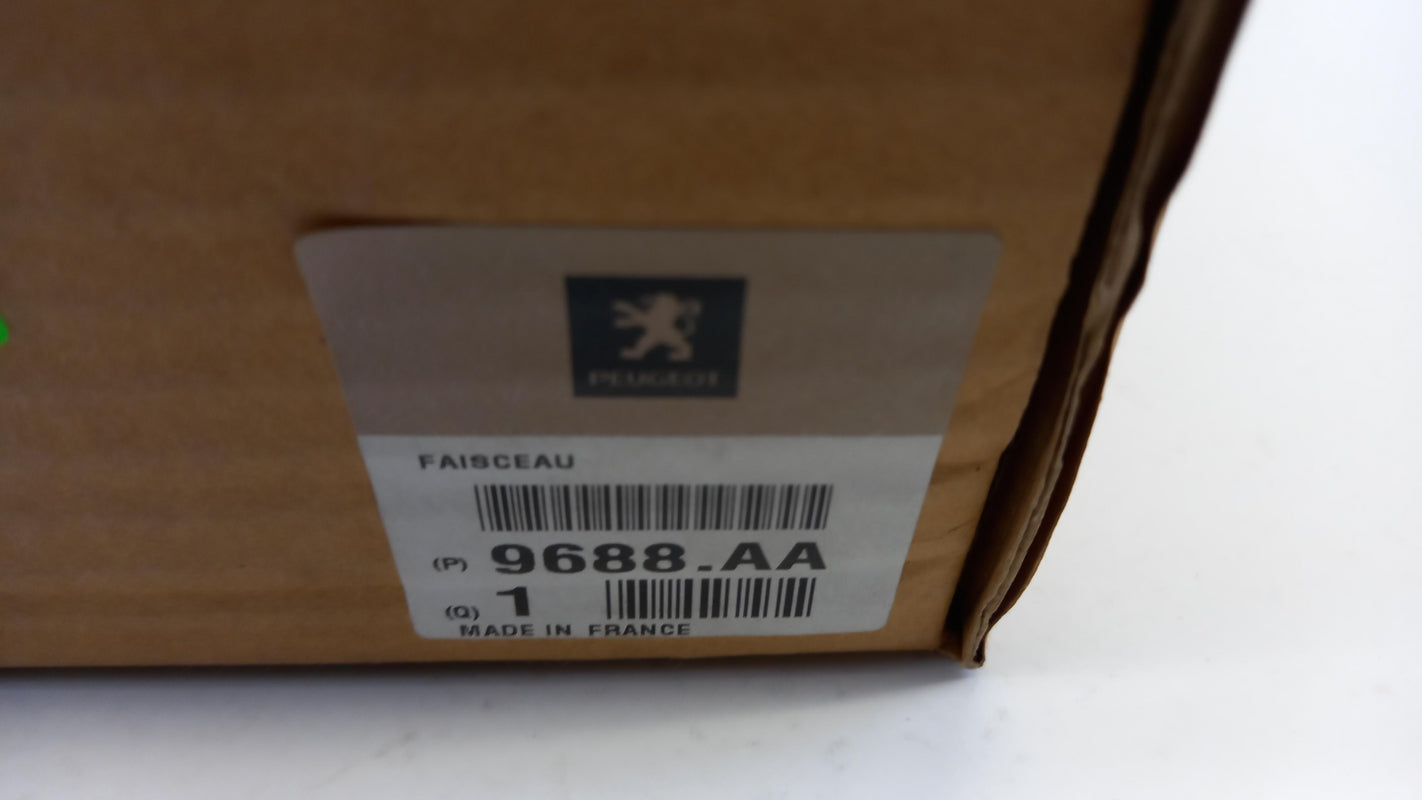 PEUGEOT
FAISCEAU
(P) 9688.AA
(Q) 1
MADE IN FRANCE